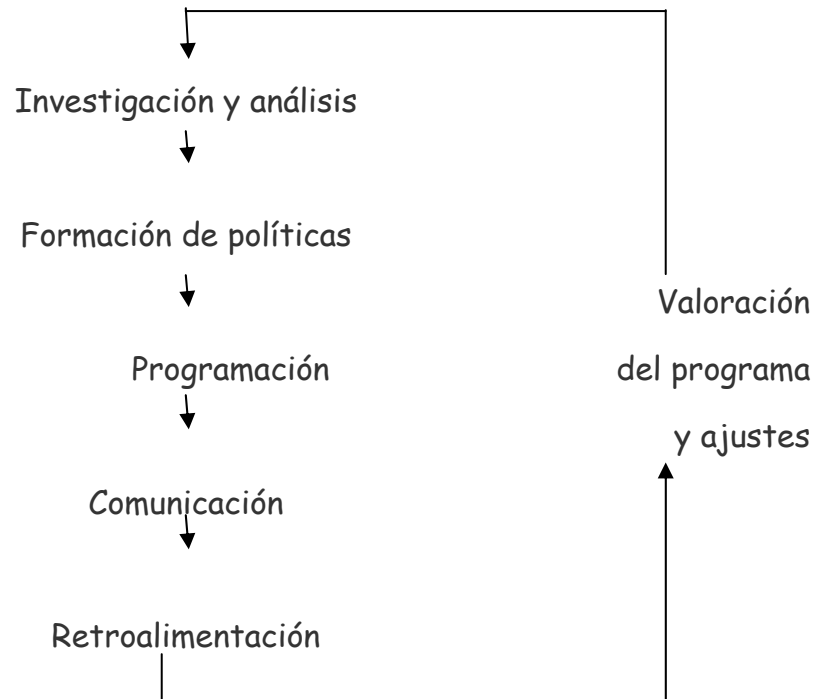 Investigación y análisis
Formación de políticas
Programación
Comunicación
Retroalimentación
Valoración
del programa
y ajustes